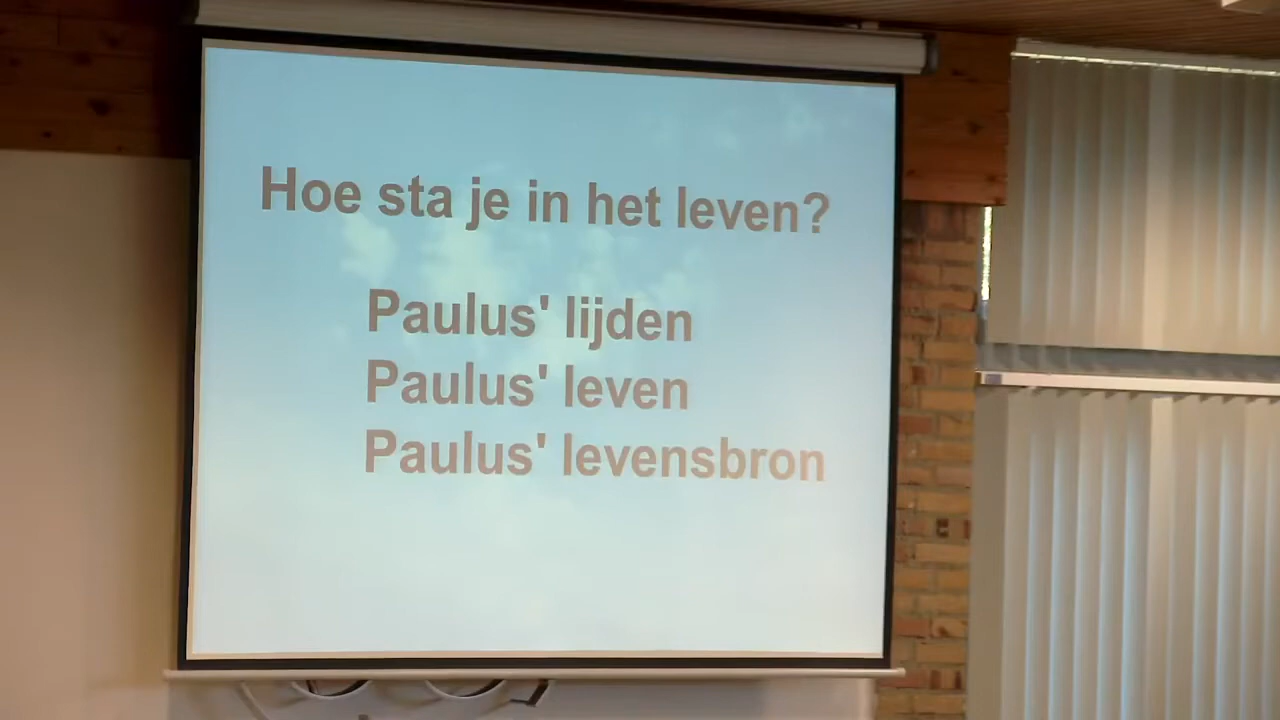 Hoe sta je in het leven?
Paulus' lijden
Paulus' leven
Paulus' levensbron